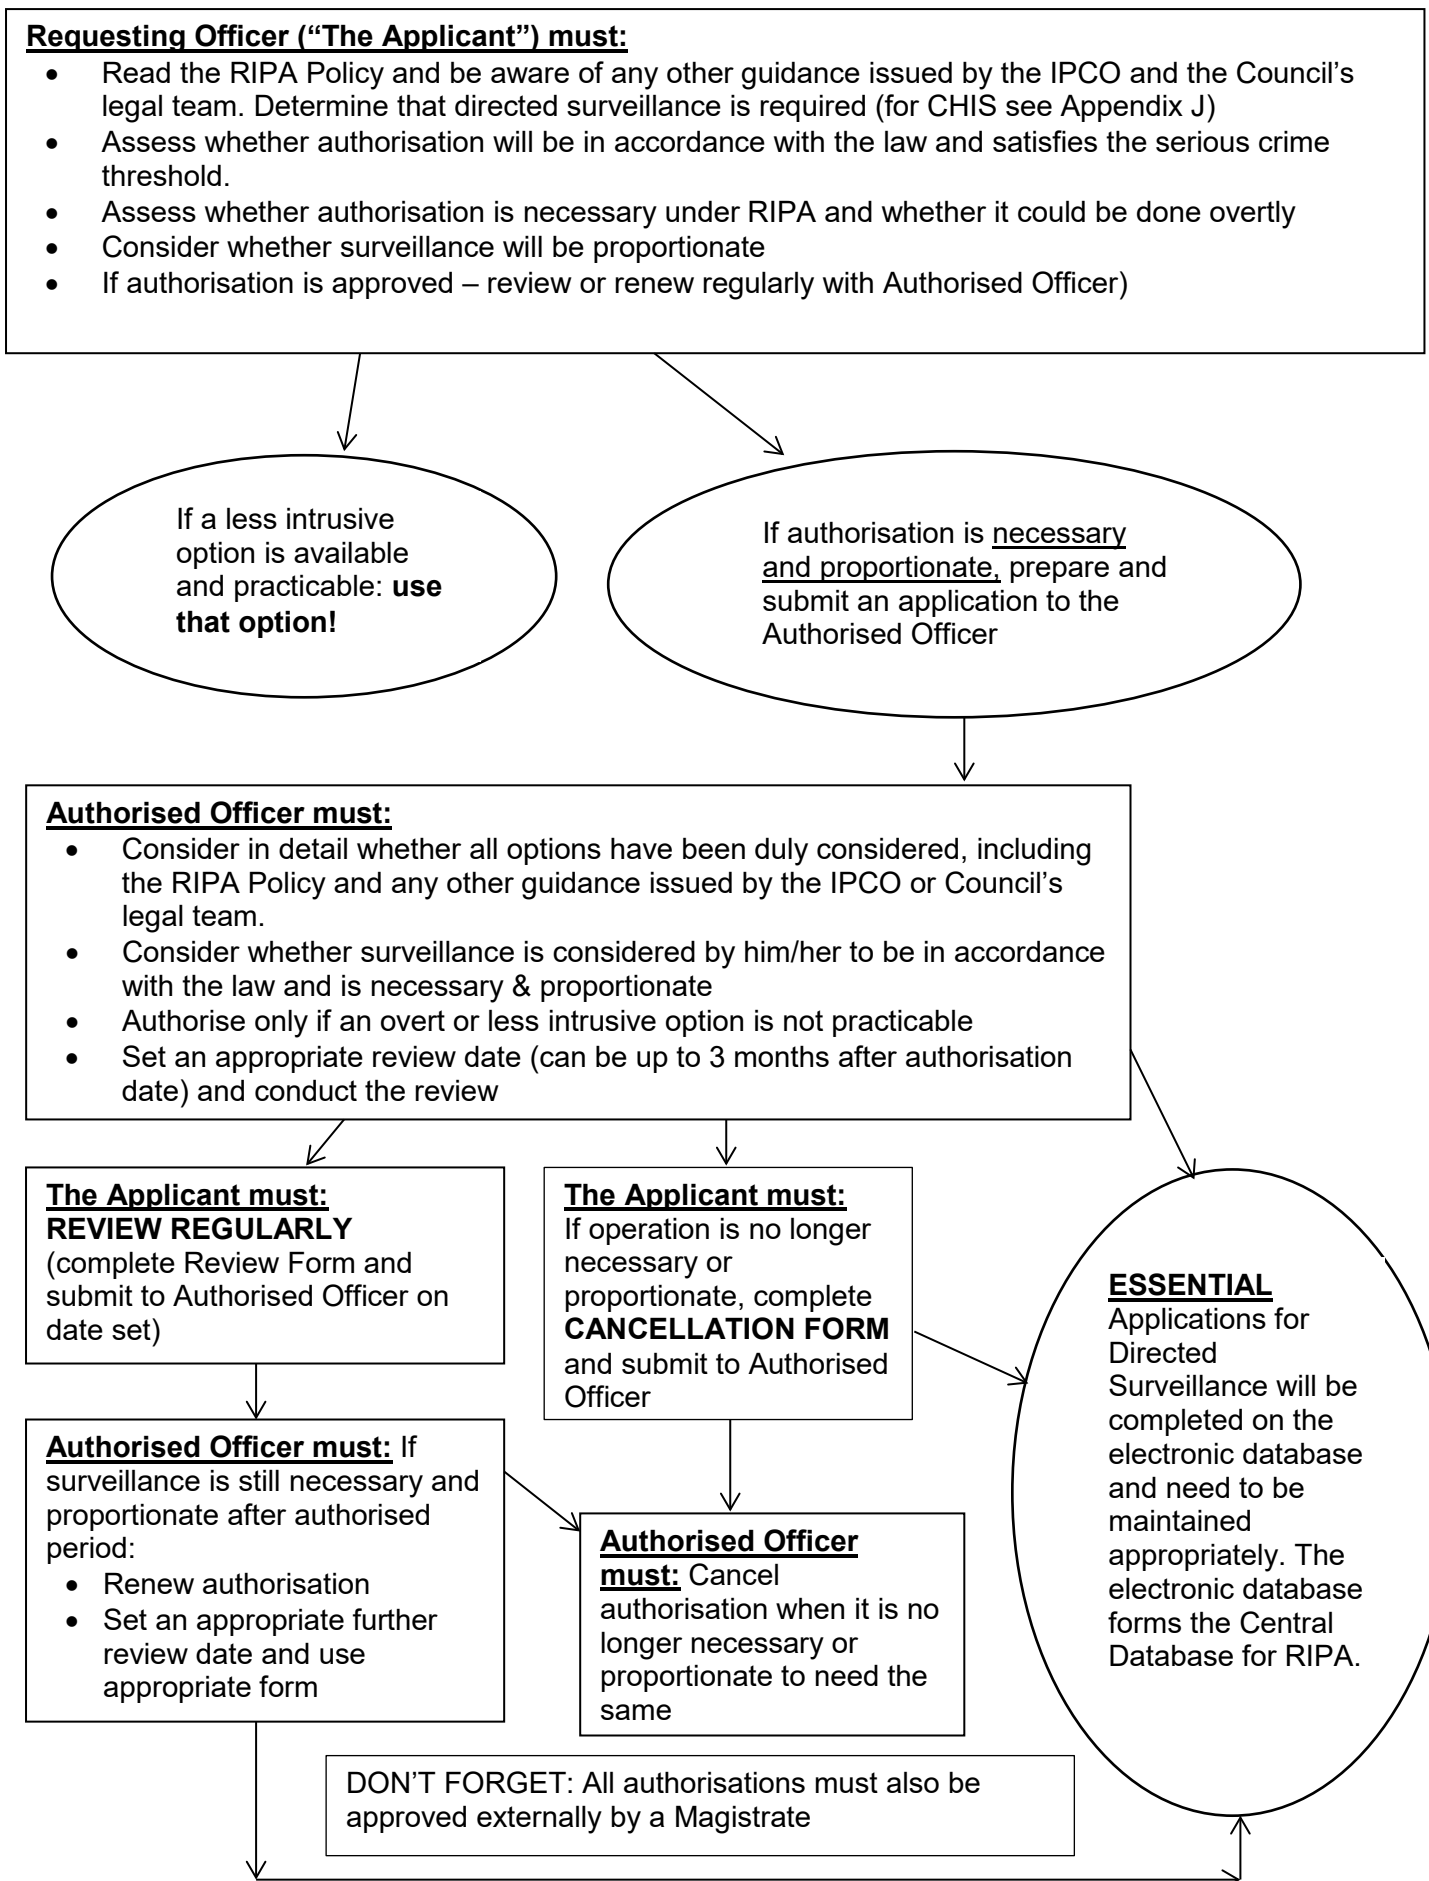 Requesting Officer (“The Applicant”) must:
• Read the RIPA Policy and be aware of any other guidance issued by the IPCO and the Council’s
legal team. Determine that directed surveillance is required (for CHIS see Appendix J)
• Assess whether authorisation will be in accordance with the law and satisfies the serious crime
threshold.
• Assess whether authorisation is necessary under RIPA and whether it could be done overtly
• Consider whether surveillance will be proportionate
• If authorisation is approved – review or renew regularly with Authorised Officer)
If a less intrusive
option is available
and practicable: use
that option!
If authorisation is necessary
and proportionate, prepare and
submit an application to the
Authorised Officer
Authorised Officer must:
• Consider in detail whether all options have been duly considered, including
the RIPA Policy and any other guidance issued by the IPCO or Council’s
legal team.
• Consider whether surveillance is considered by him/her to be in accordance
with the law and is necessary & proportionate
• Authorise only if an overt or less intrusive option is not practicable
• Set an appropriate review date (can be up to 3 months after authorisation
date) and conduct the review
The Applicant must:
REVIEW REGULARLY
(complete Review Form and
submit to Authorised Officer on
date set)
The Applicant must:
If operation is no longer
necessary or
proportionate, complete
CANCELLATION FORM
and submit to Authorised
Officer
ESSENTIAL
Applications for
Directed
Surveillance will be
completed on the
electronic database
and need to be
maintained
appropriately. The
electronic database
forms the Central
Database for RIPA.
Authorised Officer must: If
surveillance is still necessary and
proportionate after authorised
period:
• Renew authorisation
• Set an appropriate further
review date and use
appropriate form
Authorised Officer
must: Cancel
authorisation when it is no
longer necessary or
proportionate to need the
same
DON’T FORGET: All authorisations must also be
approved externally by a Magistrate